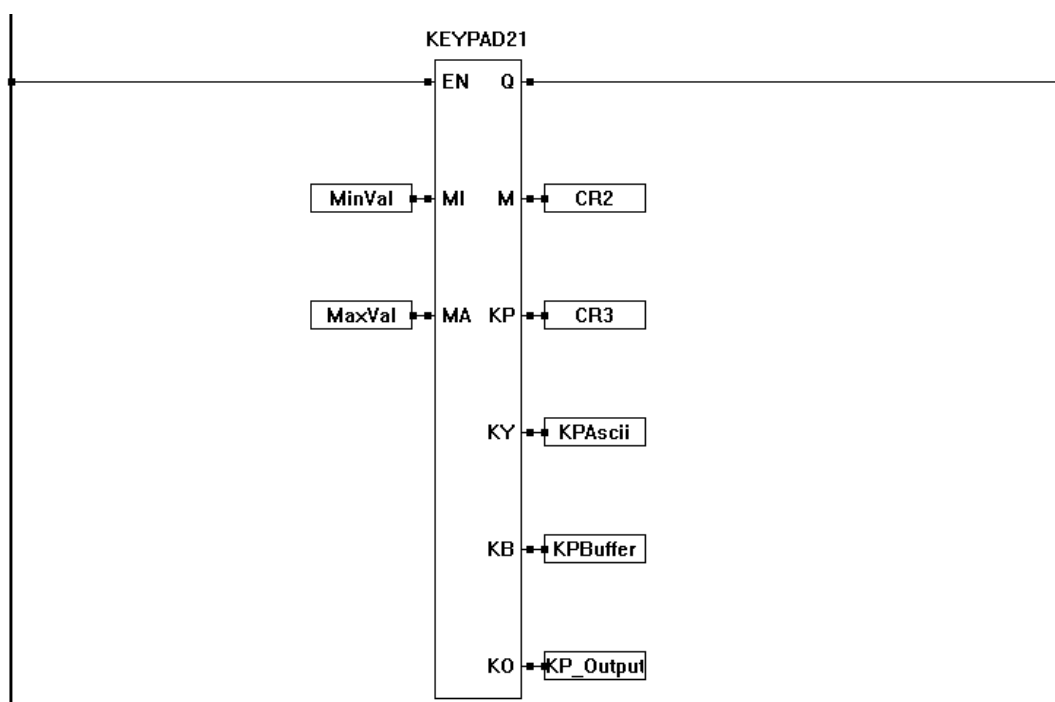 KEYPAD21
EN Q
MinVal MI M CR2
MaxVal MA KP CR3
KY KPAscii
KB KPBuffer
KO KP_Output